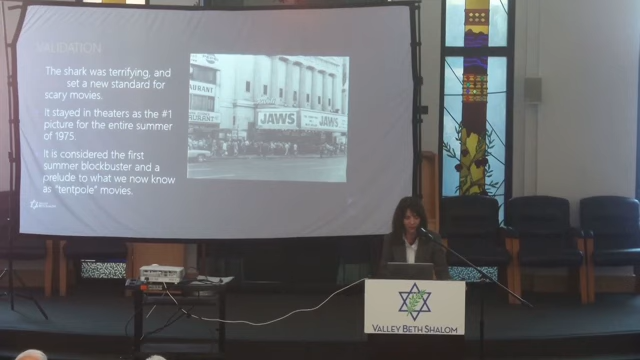 VALIDATION
The shark was terrifying, and
set a new standard for
scary movies.
It stayed in theaters as the #1
picture for the entire summer
of 1975.
It is considered the first
summer blockbuster and a
prelude to what we now know
as “tentpole” movies.
JAWS
JAWS
VALLEY BETH SHALOM